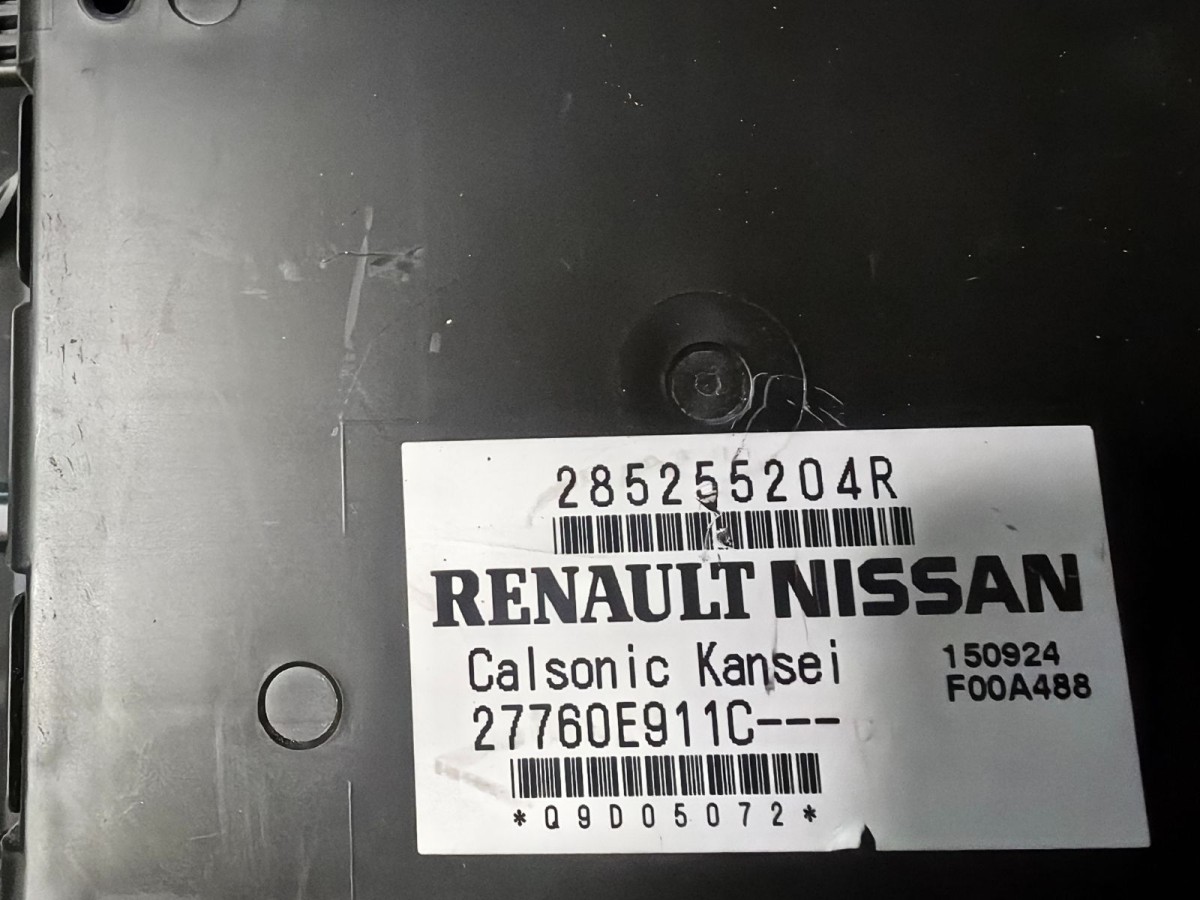 285255204R
RENAULT NISSAN
Calsonic Kansei
150924
27760E911C---
F00A488
*Q9D05072*